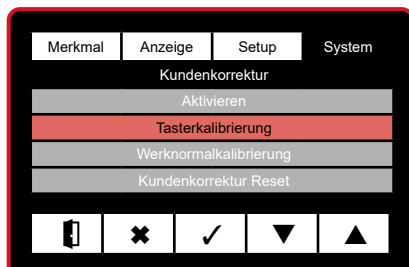 Merkmal Anzeige Setup System
Kundenkorrektur
Aktivieren
Tasterkalibrierung
Werknormalkalibrierung
Kundenkorrektur Reset